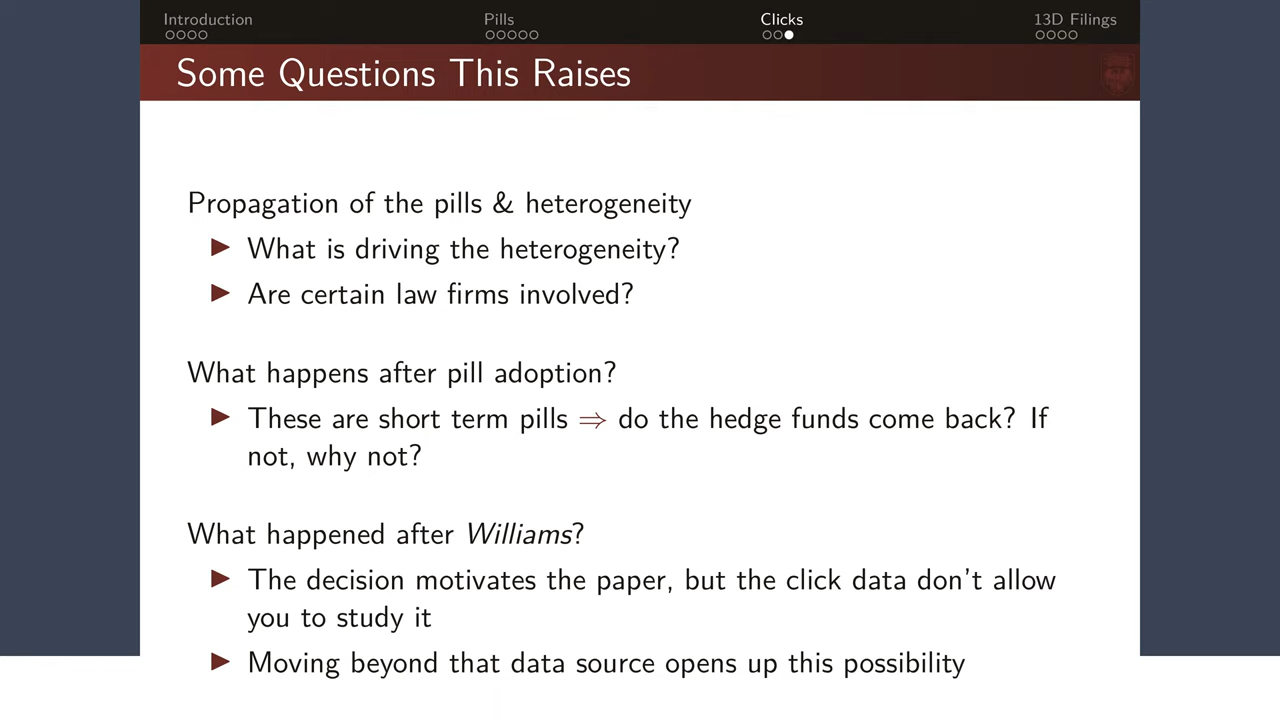 Introduction Pills Clicks 13D Filings
Some Questions This Raises
Propagation of the pills & heterogeneity
▶ What is driving the heterogeneity?
▶ Are certain law firms involved?
What happens after pill adoption?
▶ These are short term pills ⇒ do the hedge funds come back? If
not, why not?
What happened after Williams?
▶ The decision motivates the paper, but the click data don't allow
you to study it
▶ Moving beyond that data source opens up this possibility